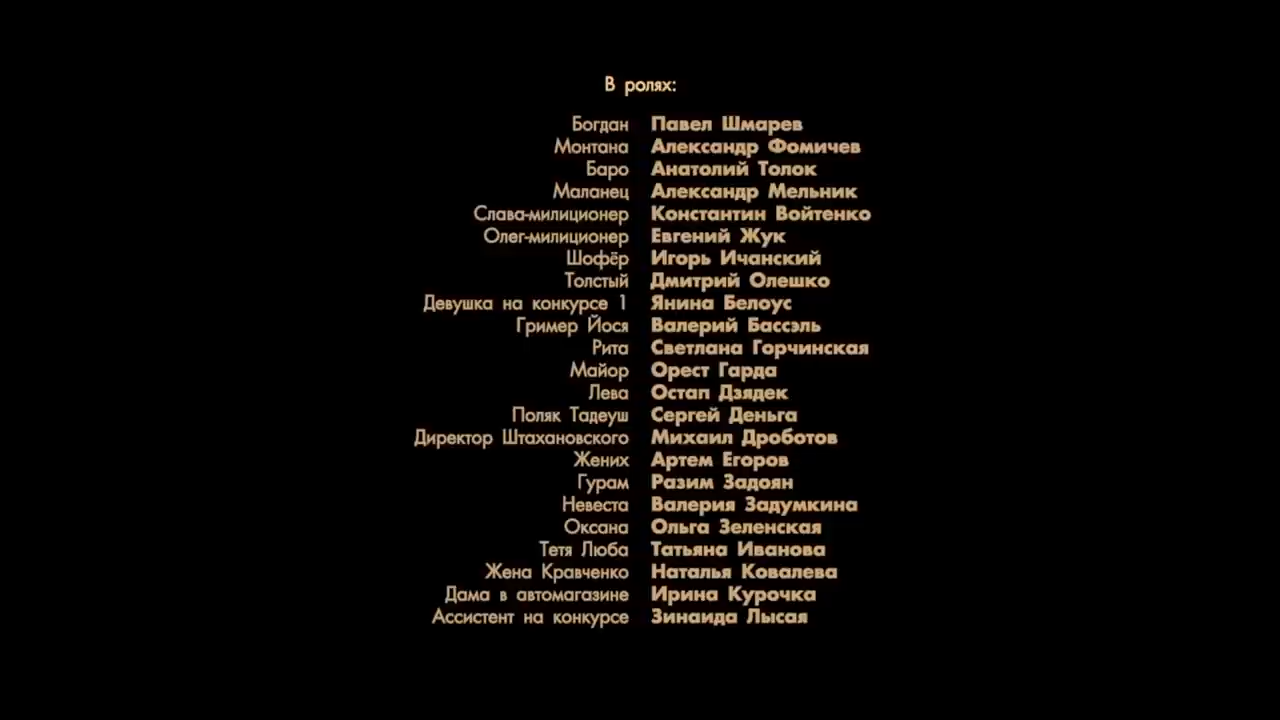 В ролях:
Богдан Павел Шмарев
Монтана Александр Фомичев
Баро Анатолий Толок
Маланец Александр Мельник
Слава-милиционер Константин Войтенко
Олег-милиционер Евгений Жук
Шофёр Игорь Ичанский
Толстый Дмитрий Олешко
Девушка на конкурсе 1 Янина Белоус
Гример Йося Валерий Бассэль
Рита Светлана Горчинская
Майор Орест Гарда
Лева Остап Дзядек
Поляк Тадеуш Сергей Деньга
Директор Штахановского Михаил Дроботов
Жених Артем Егоров
Гурам Разим Задоян
Невеста Валерия Задумкина
Оксана Ольга Зеленская
Тетя Люба Татьяна Иванова
Жена Кравченко Наталья Ковалева
Дама в автомагазине Ирина Курочка
Ассистент на конкурсе Зинаида Лысая